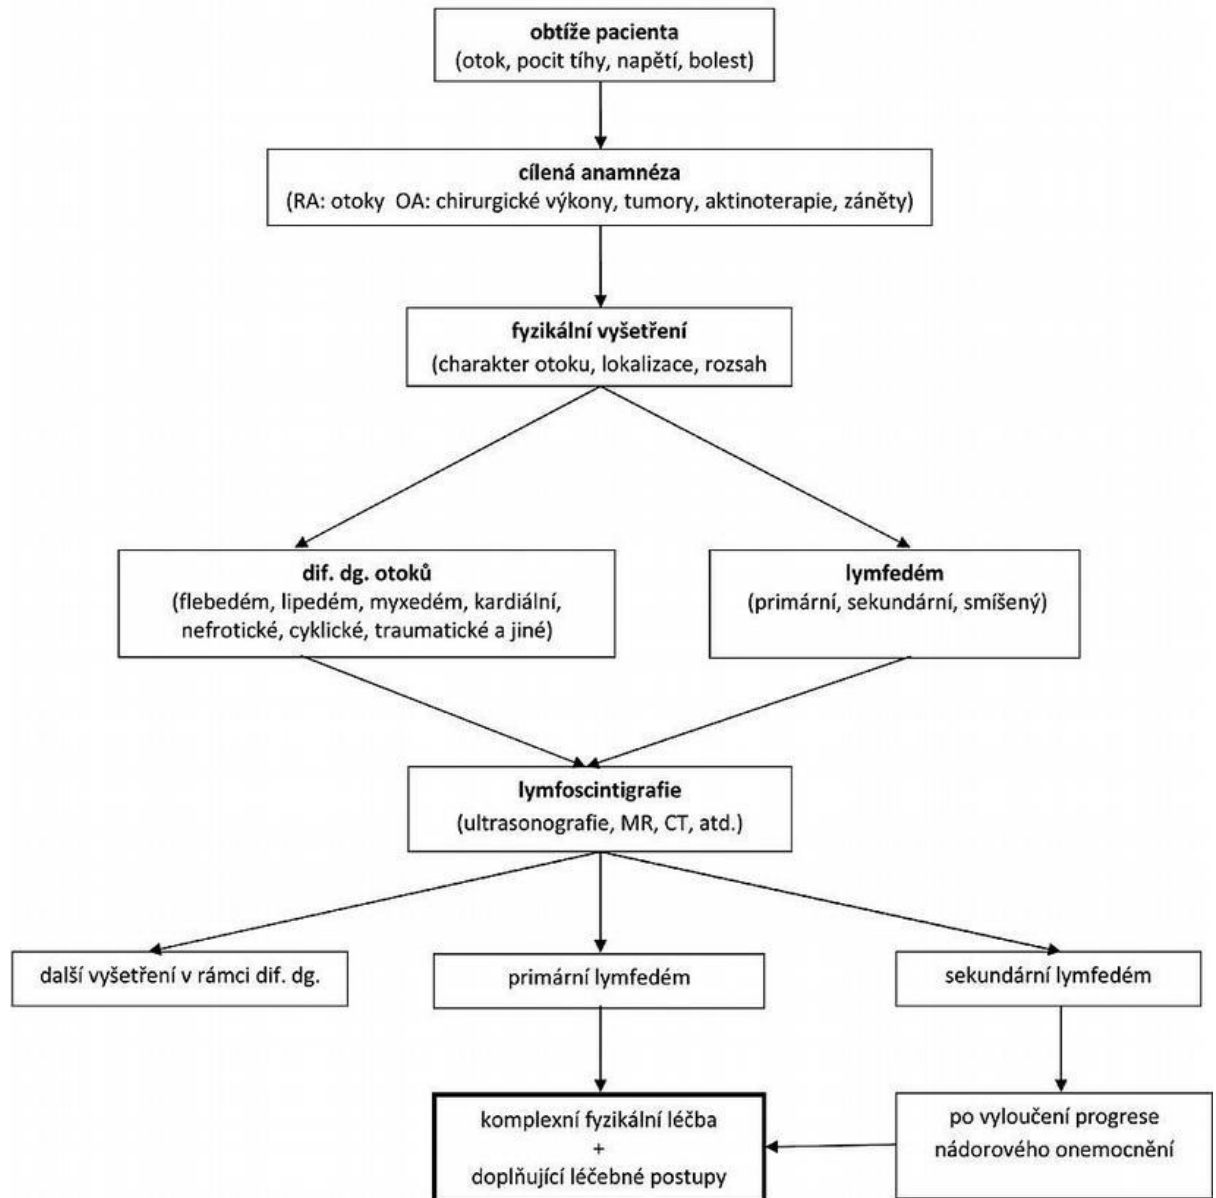 obtíže pacienta
(otok, pocit tíhy, napětí, bolest)
cílená anamnéza
(RA: otoky OA: chirurgické výkony, tumory, aktinoterapie, záněty)
fyzikální vyšetření
(charakter otoku, lokalizace, rozsah
dif. dg. otoků
(flebedém, lipedém, myxedém, kardiální,
nefrotické, cyklické, traumatické a jiné)
lymfedém
(primární, sekundární, smíšený)
lymfoscintigrafie
(ultrasonografie, MR, CT, atd.)
další vyšetření v rámci dif. dg.
primární lymfedém
sekundární lymfedém
komplexní fyzikální léčba
+
doplňující léčebné postupy
po vyloučení progrese
nádorového onemocnění